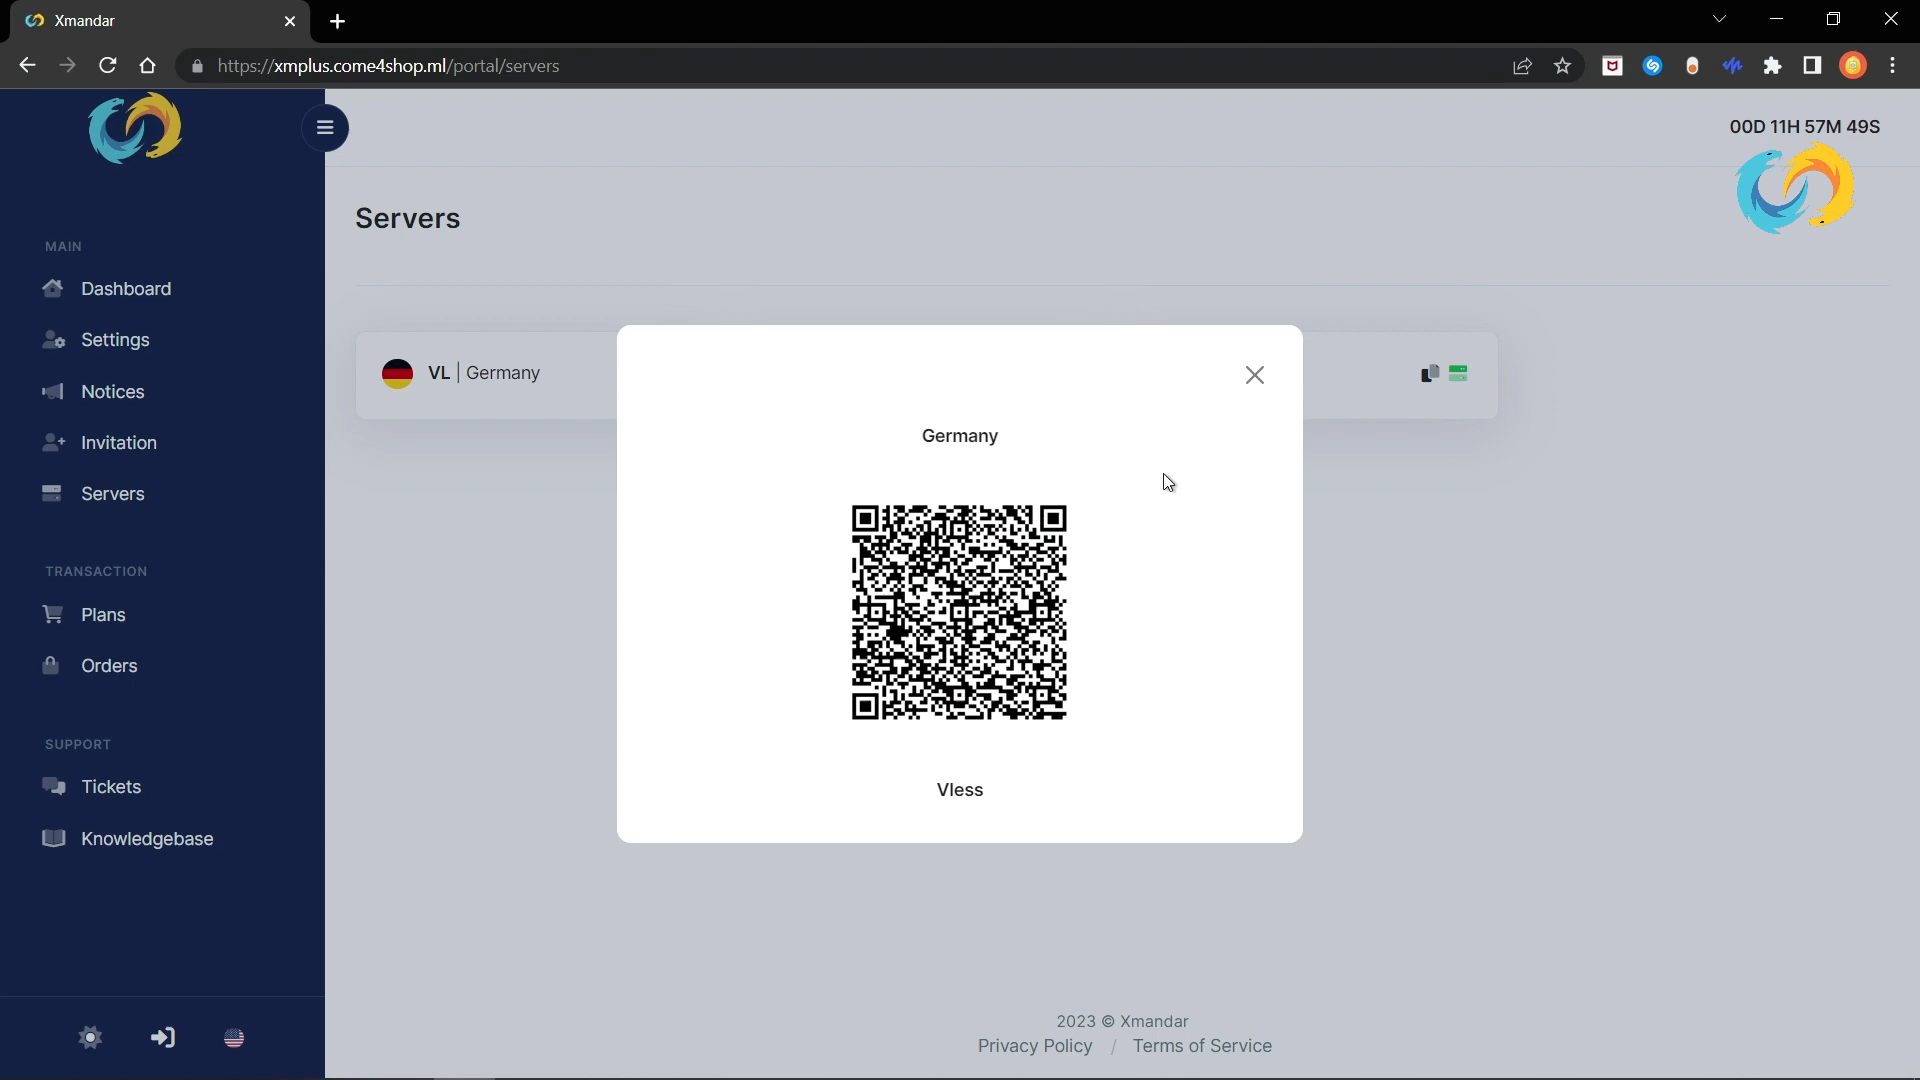 Xmandar
https://xmplus.come4shop.ml/portal/servers
00D 11H 57M 49S
Servers
MAIN
Dashboard
Settings
Notices
Invitation
Servers
TRANSACTION
Plans
Orders
SUPPORT
Tickets
Knowledgebase
VL | Germany
Germany
Vless
2023 © Xmandar
Privacy Policy / Terms of Service